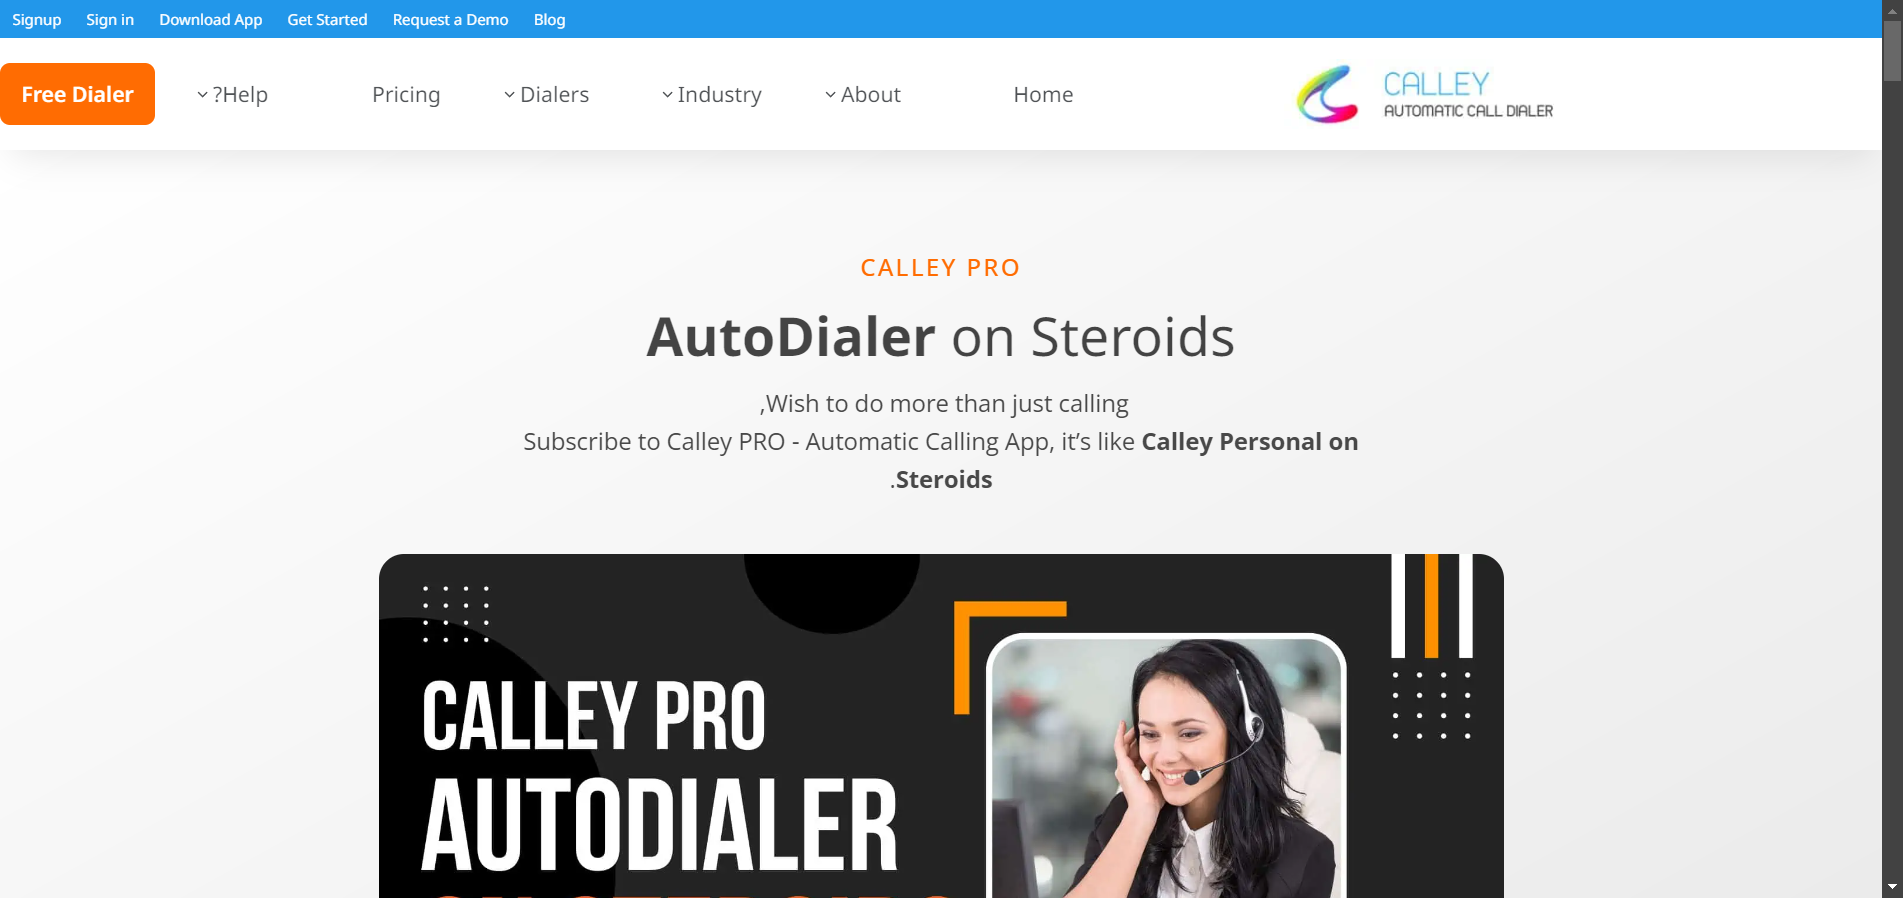 Signup Sign in Download App Get Started Request a Demo Blog
Free Dialer ?Help Pricing Dialers Industry About Home
CALLEY
AUTOMATIC CALL DIALER
CALLEY PRO
AutoDialer on Steroids
,Wish to do more than just calling
Subscribe to Calley PRO - Automatic Calling App, it’s like Calley Personal on
.Steroids
CALLEY PRO
AUTODIALER